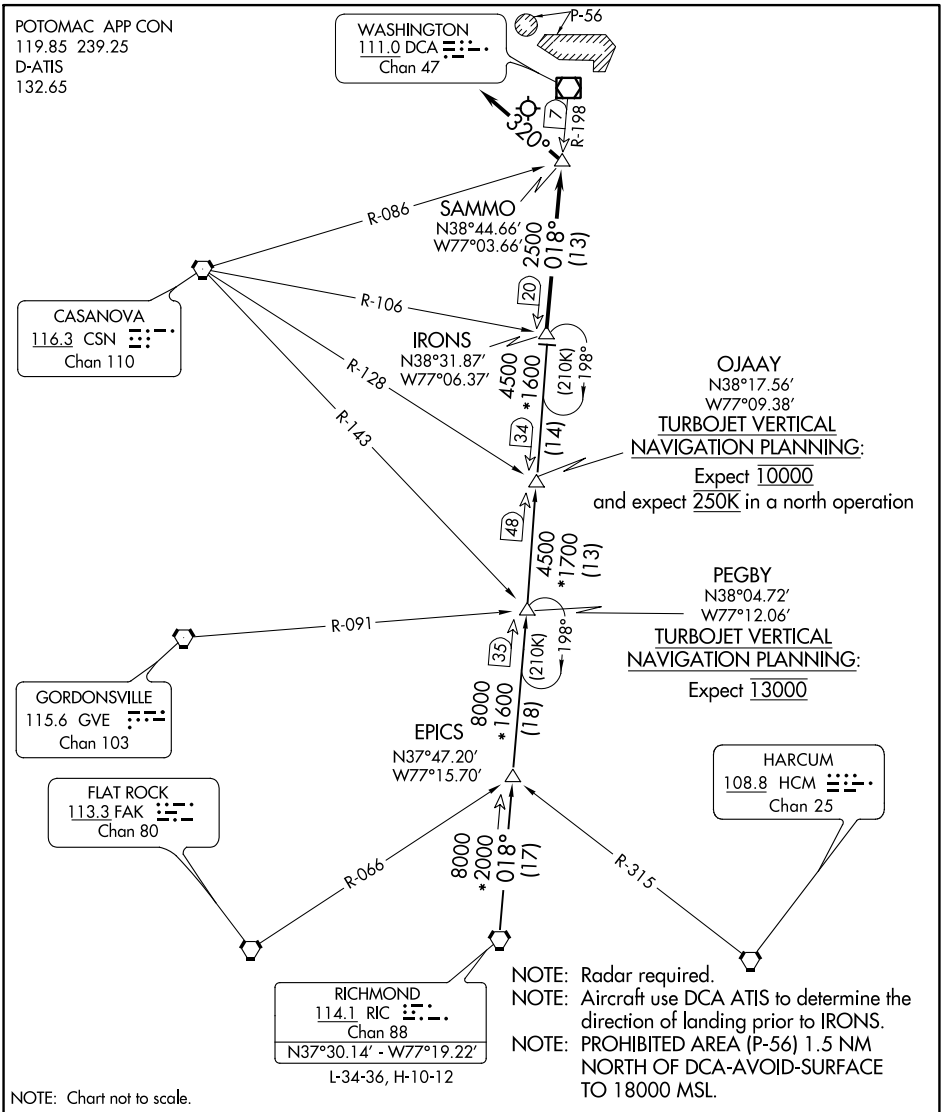 POTOMAC APP CON
119.85 239.25
D-ATIS
132.65
WASHINGTON
111.0 DCA
Chan 47
P-56
7
R-198
320°
R-086
SAMMO
N38°44.66'
W77°03.66'
2500
018°
(13)
CASANOVA
116.3 CSN
Chan 110
R-106
20
IRONS
N38°31.87'
W77°06.37'
R-128
4500
*1600
(14)
(210K)
198°
34
R-143
OJAAY
N38°17.56'
W77°09.38'
TURBOJET VERTICAL
NAVIGATION PLANNING:
Expect 10000
and expect 250K in a north operation
48
4500
*1700
(13)
PEGBY
N38°04.72'
W77°12.06'
TURBOJET VERTICAL
NAVIGATION PLANNING:
Expect 13000
R-091
35
(210K)
198°
GORDONSVILLE
115.6 GVE
Chan 103
8000
*1600
(18)
EPICS
N37°47.20'
W77°15.70'
FLAT ROCK
113.3 FAK
Chan 80
HARCUM
108.8 HCM
Chan 25
R-066
8000
*2000
018°
(17)
R-315
RICHMOND
114.1 RIC
Chan 88
N37°30.14' - W77°19.22'
L-34-36, H-10-12
NOTE: Radar required.
NOTE: Aircraft use DCA ATIS to determine the
direction of landing prior to IRONS.
NOTE: PROHIBITED AREA (P-56) 1.5 NM
NORTH OF DCA-AVOID-SURFACE
TO 18000 MSL.
NOTE: Chart not to scale.